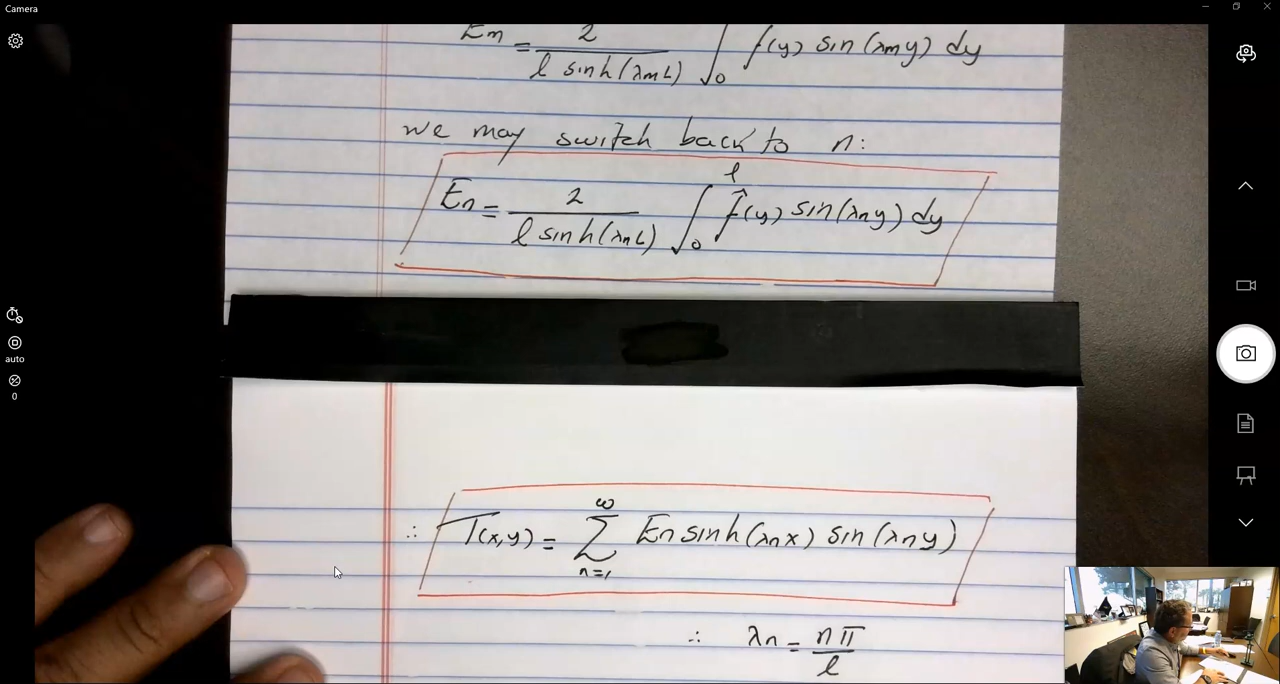 Camera
Em = 2 / (l sinh(λmL)) ∫0 f(y) sin(λmy) dy
we may switch back to n:
En = 2 / (l sinh(λnL)) ∫0^l f̂(y) sin(λny) dy
∴ T(x,y) = Σ n=1 ∞ En sinh(λnx) sin(λny)
∴ λn = nπ / l
auto
0